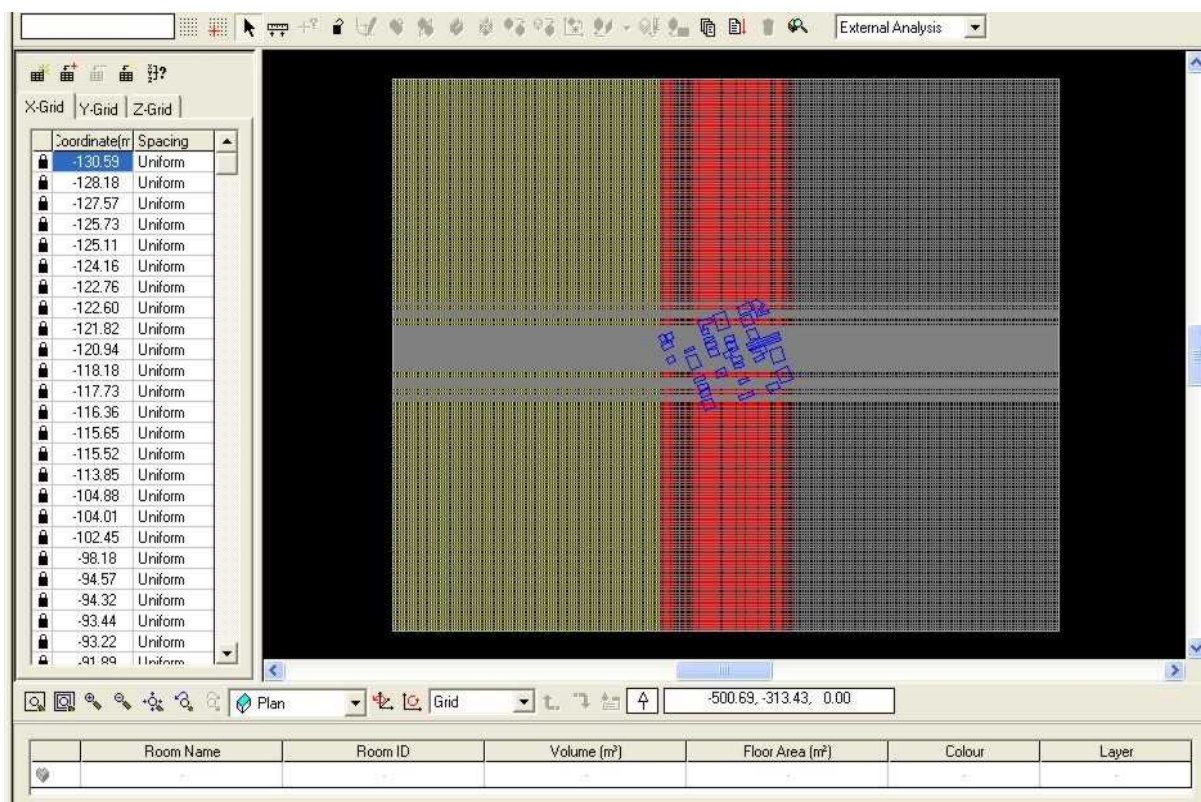 External Analysis
X-Grid Y-Grid Z-Grid
Coordinate(m Spacing
-130.59 Uniform
-128.18 Uniform
-127.57 Uniform
-125.73 Uniform
-125.11 Uniform
-124.16 Uniform
-122.76 Uniform
-122.60 Uniform
-121.82 Uniform
-120.94 Uniform
-118.18 Uniform
-117.73 Uniform
-116.36 Uniform
-115.65 Uniform
-115.52 Uniform
-113.85 Uniform
-104.88 Uniform
-104.01 Uniform
-102.45 Uniform
-98.18 Uniform
-94.57 Uniform
-94.32 Uniform
-93.44 Uniform
-93.22 Uniform
-91.89 Uniform
Plan Grid -500.69, -313.43, 0.00
Room Name Room ID Volume (m³) Floor Area (m²) Colour Layer